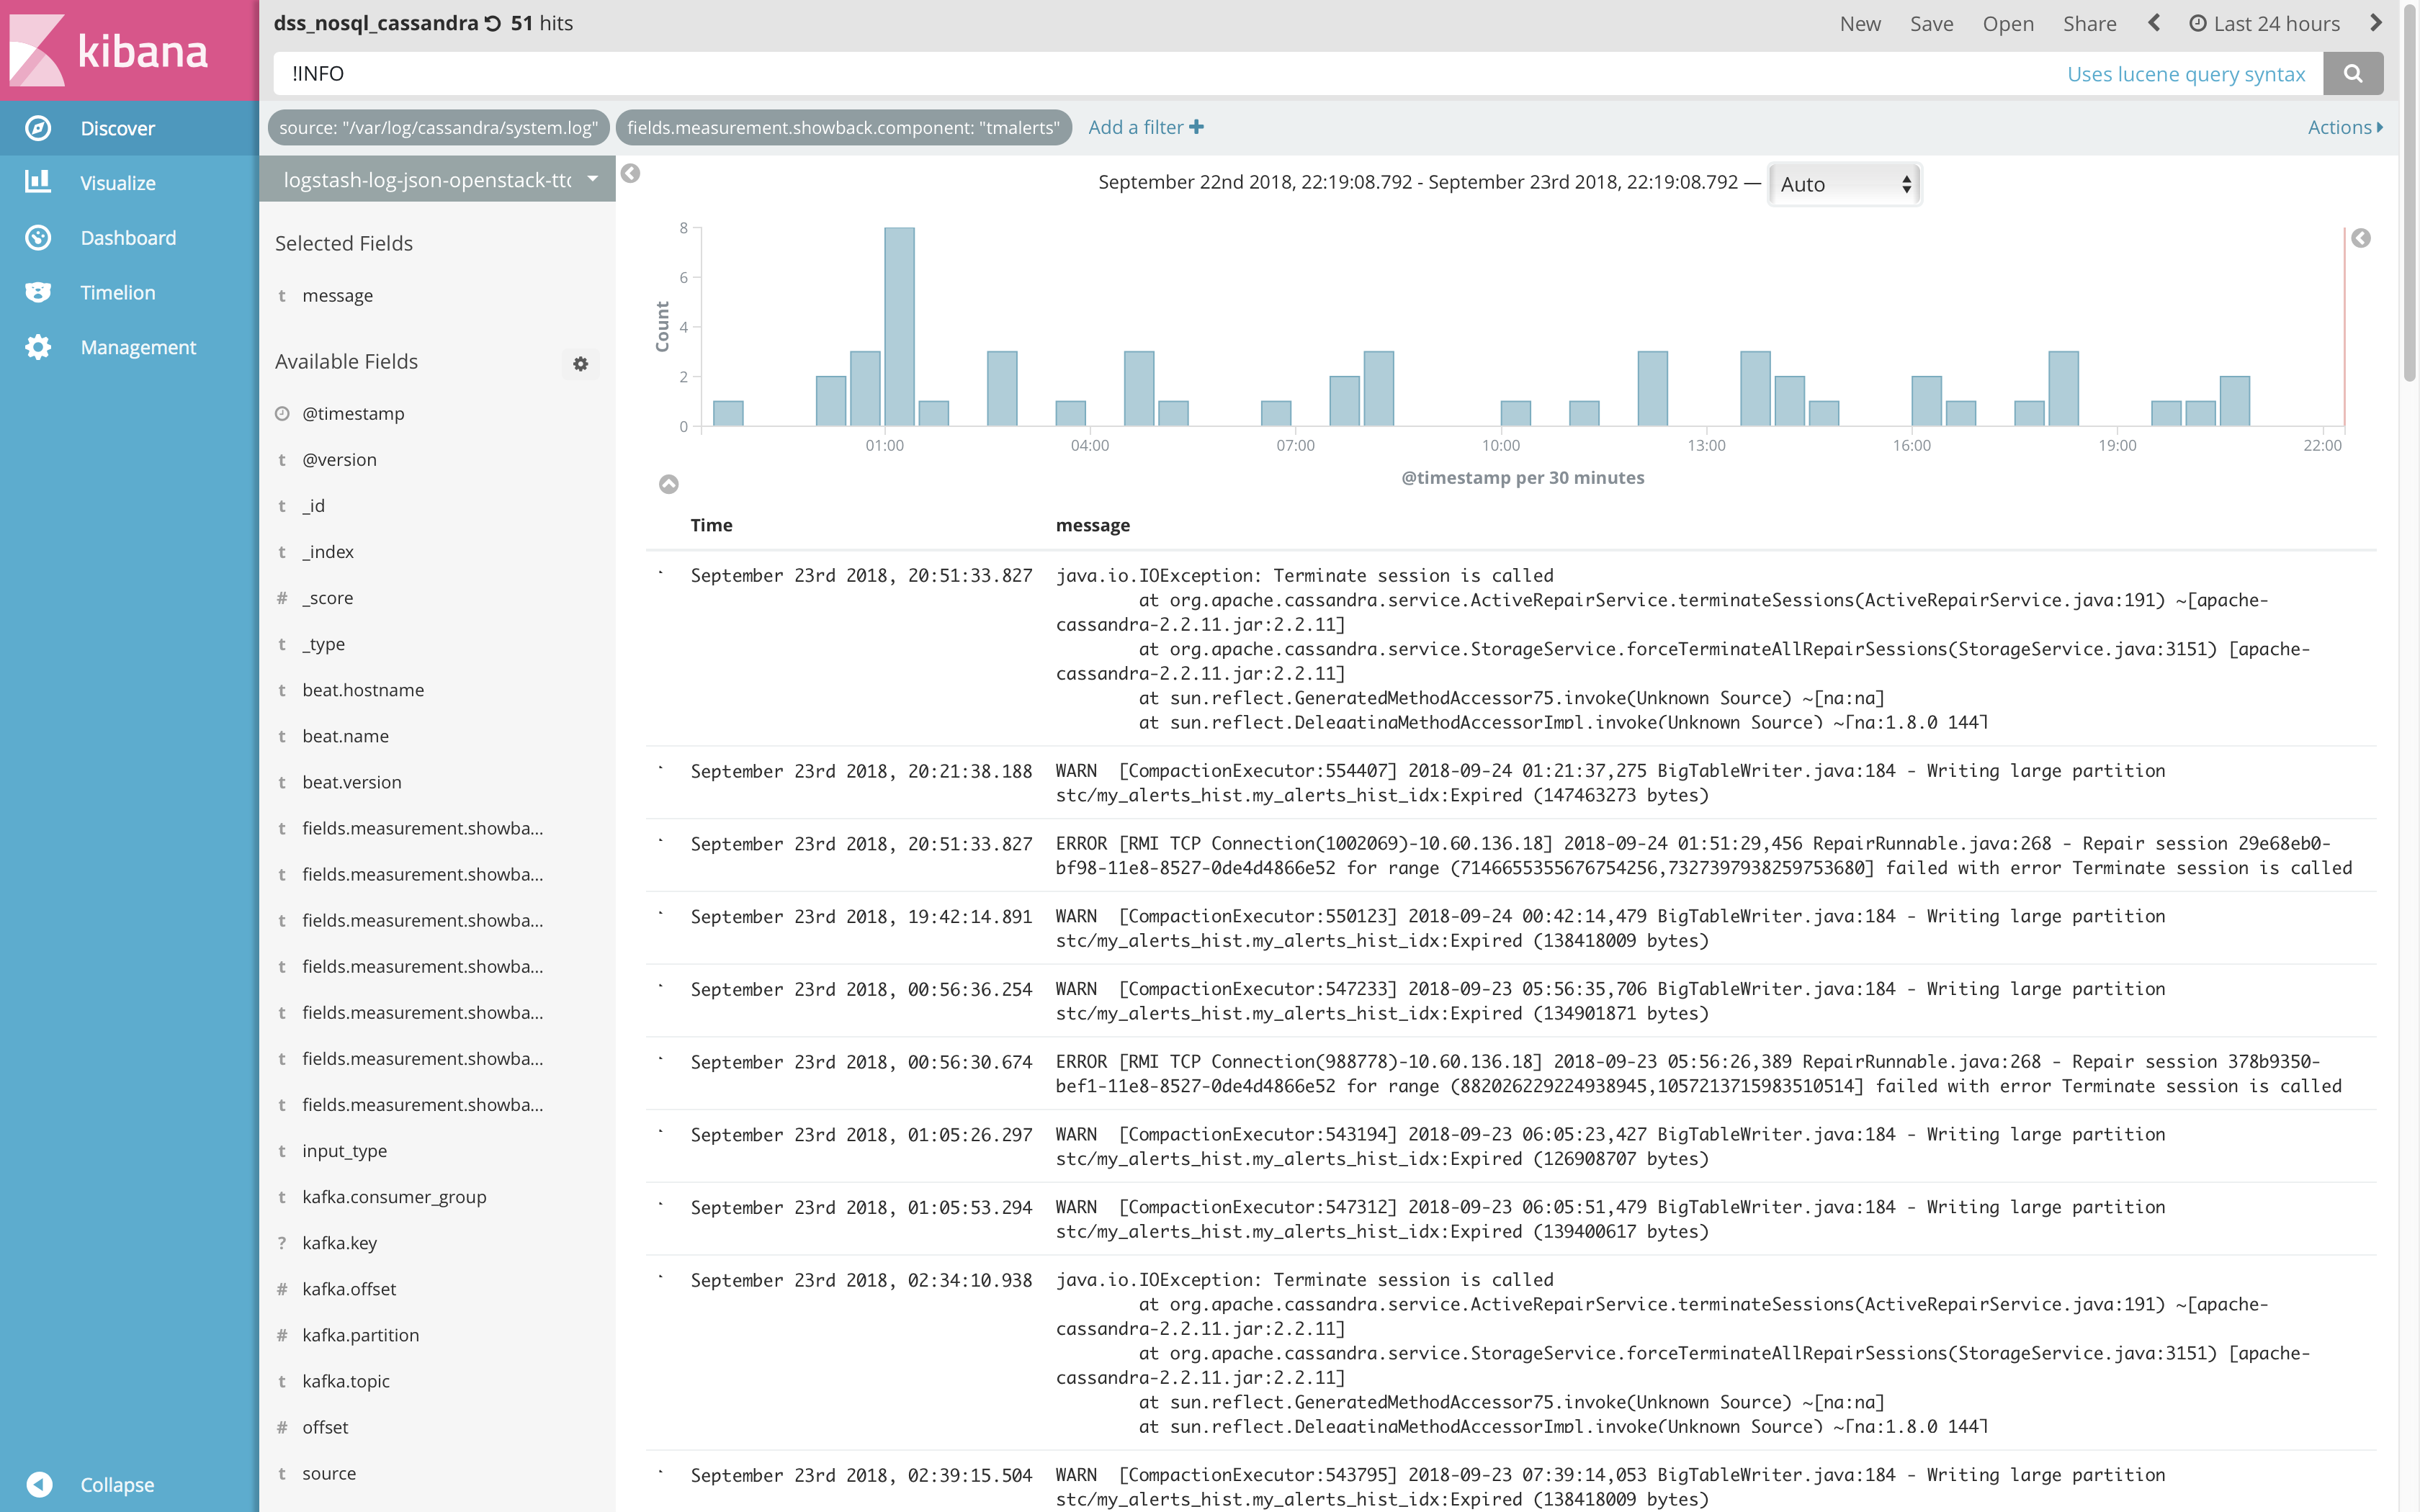 kibana
Discover
Visualize
Dashboard
Timelion
Management
Collapse
dss_nosql_cassandra 51 hits
New Save Open Share Last 24 hours
!INFO
Uses lucene query syntax
source: "/var/log/cassandra/system.log" fields.measurement.showback.component: "tmalerts" Add a filter
Actions
logstash-log-json-openstack-ttc
Selected Fields
t message
Available Fields
@timestamp
t @version
t _id
t _index
# _score
t _type
t beat.hostname
t beat.name
t beat.version
t fields.measurement.showba...
t fields.measurement.showba...
t fields.measurement.showba...
t fields.measurement.showba...
t fields.measurement.showba...
t fields.measurement.showba...
t fields.measurement.showba...
t input_type
t kafka.consumer_group
? kafka.key
# kafka.offset
# kafka.partition
t kafka.topic
# offset
t source
September 22nd 2018, 22:19:08.792 - September 23rd 2018, 22:19:08.792 — Auto
Count
8
6
4
2
0
01:00 04:00 07:00 10:00 13:00 16:00 19:00 22:00
@timestamp per 30 minutes
Time message
September 23rd 2018, 20:51:33.827 java.io.IOException: Terminate session is called
at org.apache.cassandra.service.ActiveRepairService.terminateSessions(ActiveRepairService.java:191) ~[apache-
cassandra-2.2.11.jar:2.2.11]
at org.apache.cassandra.service.StorageService.forceTerminateAllRepairSessions(StorageService.java:3151) [apache-
cassandra-2.2.11.jar:2.2.11]
at sun.reflect.GeneratedMethodAccessor75.invoke(Unknown Source) ~[na:na]
at sun.reflect.DelegatingMethodAccessorImpl.invoke(Unknown Source) ~[na:1.8.0_144]
September 23rd 2018, 20:21:38.188 WARN [CompactionExecutor:554407] 2018-09-24 01:21:37,275 BigTableWriter.java:184 - Writing large partition
stc/my_alerts_hist.my_alerts_hist_idx:Expired (147463273 bytes)
September 23rd 2018, 20:51:33.827 ERROR [RMI TCP Connection(1002069)-10.60.136.18] 2018-09-24 01:51:29,456 RepairRunnable.java:268 - Repair session 29e68eb0-
bf98-11e8-8527-0de4d4866e52 for range (7146655355676754256,7327397938259753680] failed with error Terminate session is called
September 23rd 2018, 19:42:14.891 WARN [CompactionExecutor:550123] 2018-09-24 00:42:14,479 BigTableWriter.java:184 - Writing large partition
stc/my_alerts_hist.my_alerts_hist_idx:Expired (138418009 bytes)
September 23rd 2018, 00:56:36.254 WARN [CompactionExecutor:547233] 2018-09-23 05:56:35,706 BigTableWriter.java:184 - Writing large partition
stc/my_alerts_hist.my_alerts_hist_idx:Expired (134901871 bytes)
September 23rd 2018, 00:56:30.674 ERROR [RMI TCP Connection(988778)-10.60.136.18] 2018-09-23 05:56:26,389 RepairRunnable.java:268 - Repair session 378b9350-
bef1-11e8-8527-0de4d4866e52 for range (882026229224938945,1057213715983510514] failed with error Terminate session is called
September 23rd 2018, 01:05:26.297 WARN [CompactionExecutor:543194] 2018-09-23 06:05:23,427 BigTableWriter.java:184 - Writing large partition
stc/my_alerts_hist.my_alerts_hist_idx:Expired (126908707 bytes)
September 23rd 2018, 01:05:53.294 WARN [CompactionExecutor:547312] 2018-09-23 06:05:51,479 BigTableWriter.java:184 - Writing large partition
stc/my_alerts_hist.my_alerts_hist_idx:Expired (139400617 bytes)
September 23rd 2018, 02:34:10.938 java.io.IOException: Terminate session is called
at org.apache.cassandra.service.ActiveRepairService.terminateSessions(ActiveRepairService.java:191) ~[apache-
cassandra-2.2.11.jar:2.2.11]
at org.apache.cassandra.service.StorageService.forceTerminateAllRepairSessions(StorageService.java:3151) [apache-
cassandra-2.2.11.jar:2.2.11]
at sun.reflect.GeneratedMethodAccessor75.invoke(Unknown Source) ~[na:na]
at sun.reflect.DelegatingMethodAccessorImpl.invoke(Unknown Source) ~[na:1.8.0_144]
September 23rd 2018, 02:39:15.504 WARN [CompactionExecutor:543795] 2018-09-23 07:39:14,053 BigTableWriter.java:184 - Writing large partition
stc/my_alerts_hist.my_alerts_hist_idx:Expired (138418009 bytes)